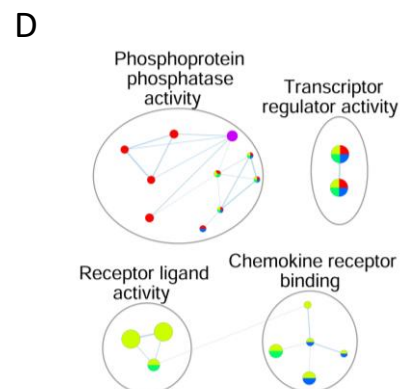 D
Phosphoprotein
phosphatase
activity
Transcriptor
regulator activity
Receptor ligand
activity
Chemokine receptor
binding